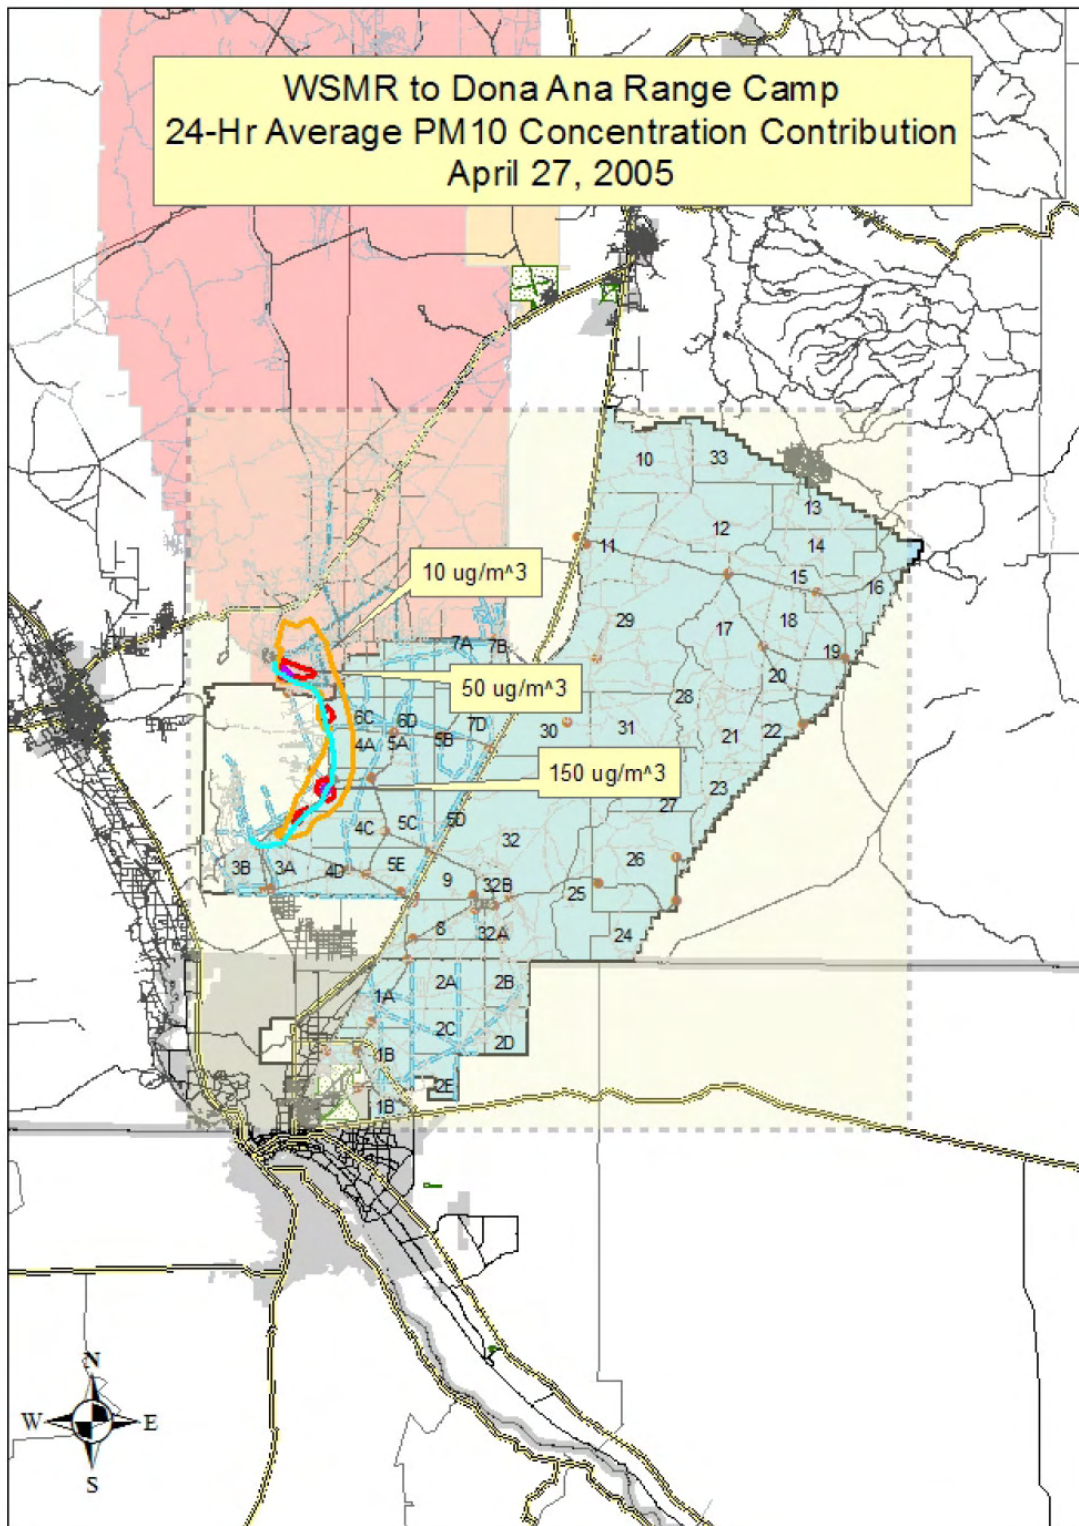 WSMR to Dona Ana Range Camp
24-Hr Average PM10 Concentration Contribution
April 27, 2005
10
33
13
12
11
14
10 ug/m^3
15
16
29
18
17
7A
7B
19
20
50 ug/m^3
28
6C
6D
7D
30
31
21
22
4A
5A
5B
150 ug/m^3
23
27
4C
5C
5D
32
26
3B
3A
4D
5E
9
32B
25
8
32A
24
2A
2B
1A
2C
2D
1B
2E
1B
N
W
E
S